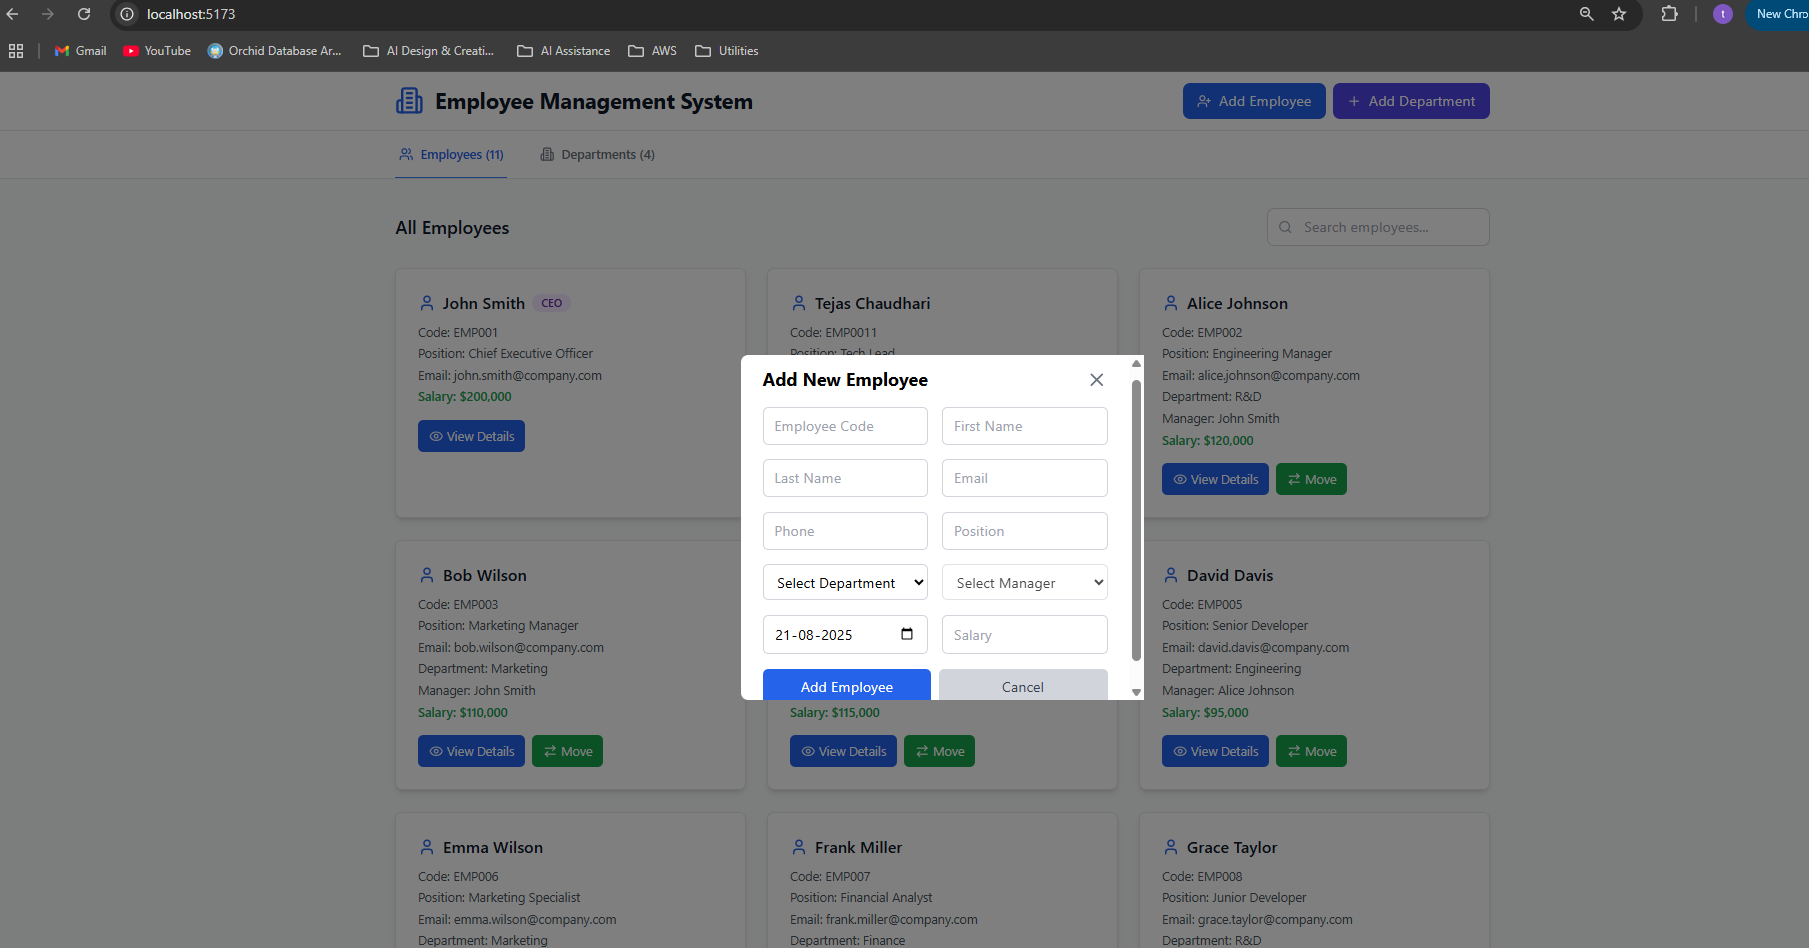 localhost:5173
New Chro
Gmail
YouTube
Orchid Database Ar...
AI Design & Creati...
AI Assistance
AWS
Utilities
Employee Management System
Add Employee
Add Department
Employees (11)
Departments (4)
All Employees
Search employees...
John Smith CEO
Code: EMP001
Position: Chief Executive Officer
Email: john.smith@company.com
Salary: $200,000
View Details
Tejas Chaudhari
Code: EMP0011
Position: Tech Lead
Alice Johnson
Code: EMP002
Position: Engineering Manager
Email: alice.johnson@company.com
Department: R&D
Manager: John Smith
Salary: $120,000
View Details
Move
Add New Employee
Employee Code
First Name
Last Name
Email
Phone
Position
Select Department
Select Manager
21-08-2025
Salary
Add Employee
Cancel
Bob Wilson
Code: EMP003
Position: Marketing Manager
Email: bob.wilson@company.com
Department: Marketing
Manager: John Smith
Salary: $110,000
View Details
Move
Salary: $115,000
View Details
Move
David Davis
Code: EMP005
Position: Senior Developer
Email: david.davis@company.com
Department: Engineering
Manager: Alice Johnson
Salary: $95,000
View Details
Move
Emma Wilson
Code: EMP006
Position: Marketing Specialist
Email: emma.wilson@company.com
Department: Marketing
Frank Miller
Code: EMP007
Position: Financial Analyst
Email: frank.miller@company.com
Department: Finance
Grace Taylor
Code: EMP008
Position: Junior Developer
Email: grace.taylor@company.com
Department: R&D
t